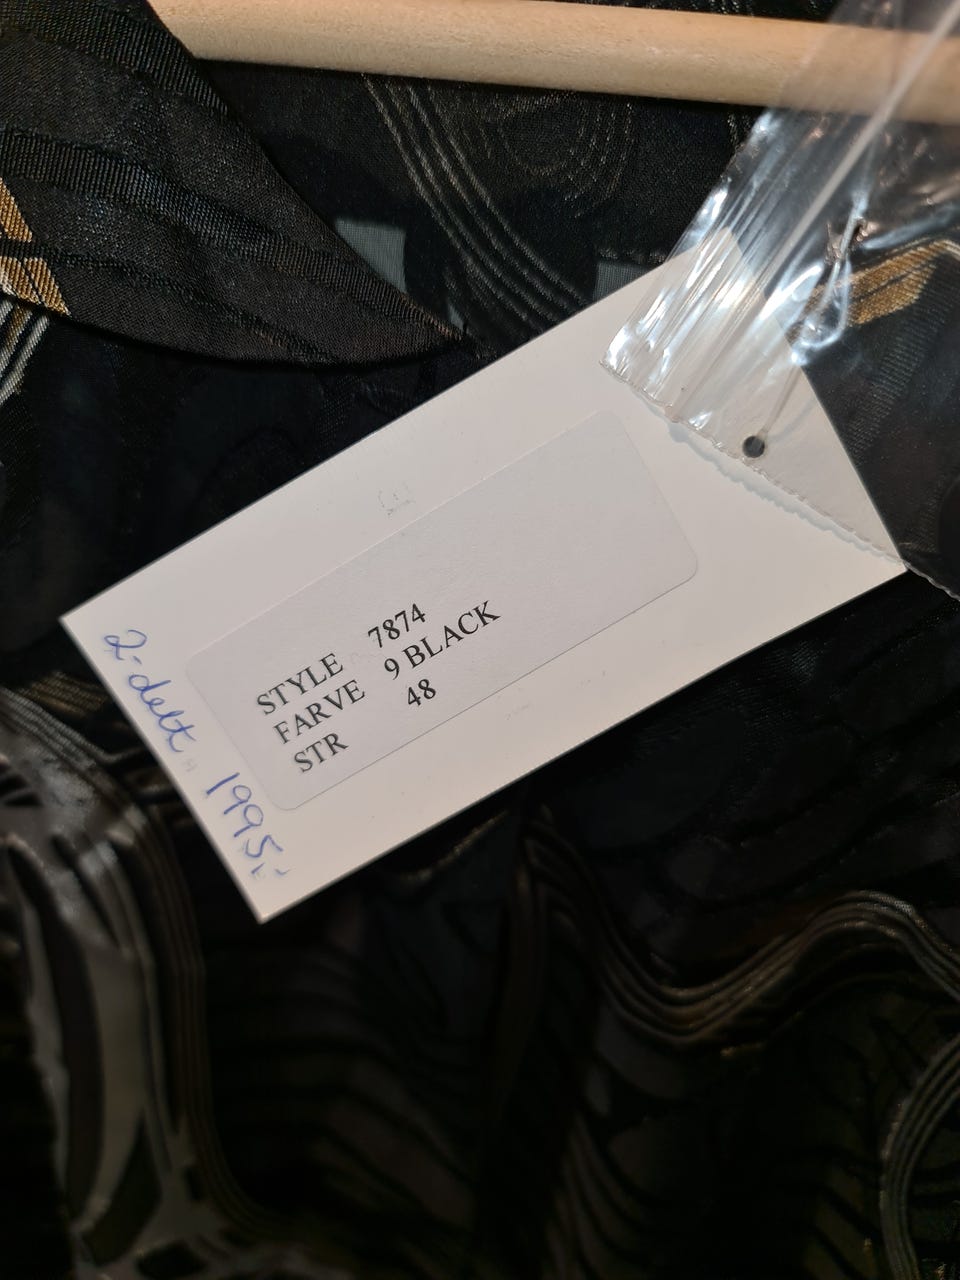 STYLE 7874
FARVE 9 BLACK
STR 48
2-delt 1995,-